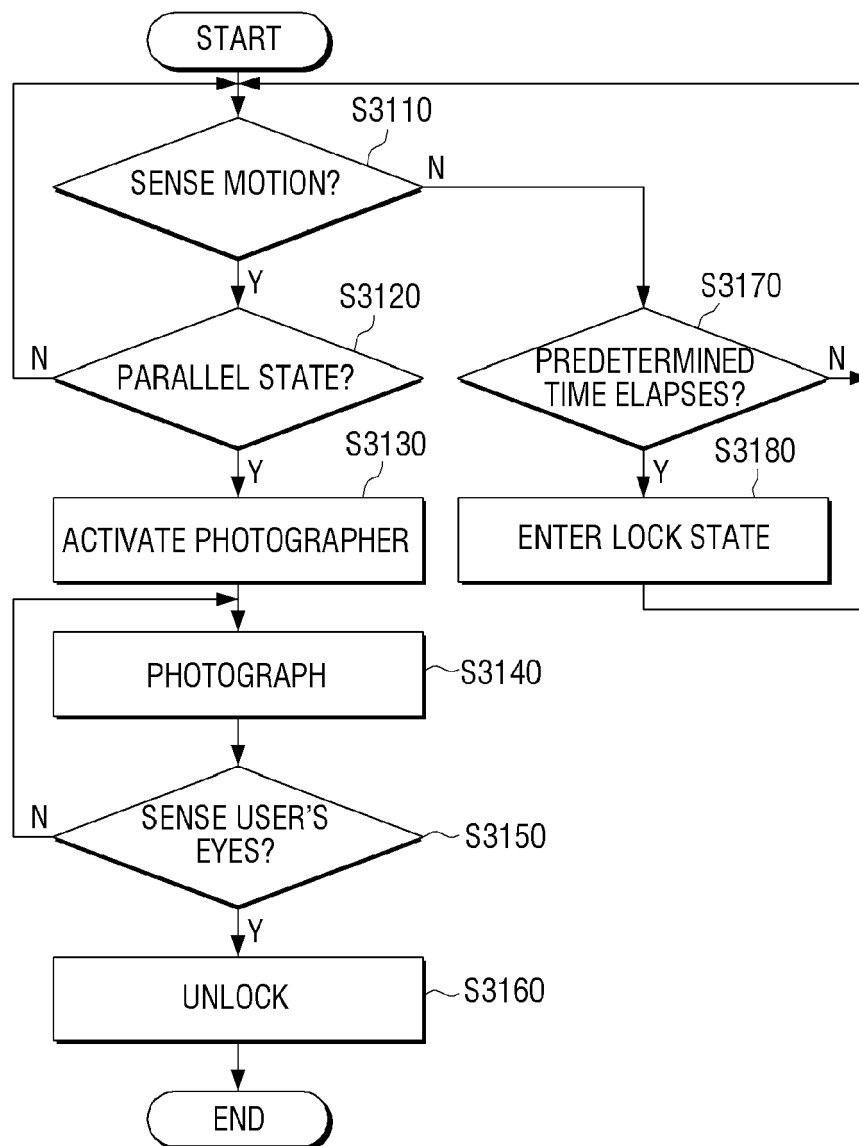 START
S3110
SENSE MOTION?
N
Y
S3120
N
PARALLEL STATE?
S3170
PREDETERMINED
TIME ELAPSES?
N
Y
S3130
Y
S3180
ACTIVATE PHOTOGRAPHER
ENTER LOCK STATE
PHOTOGRAPH
S3140
N
SENSE USER'S
EYES?
S3150
Y
UNLOCK
S3160
END